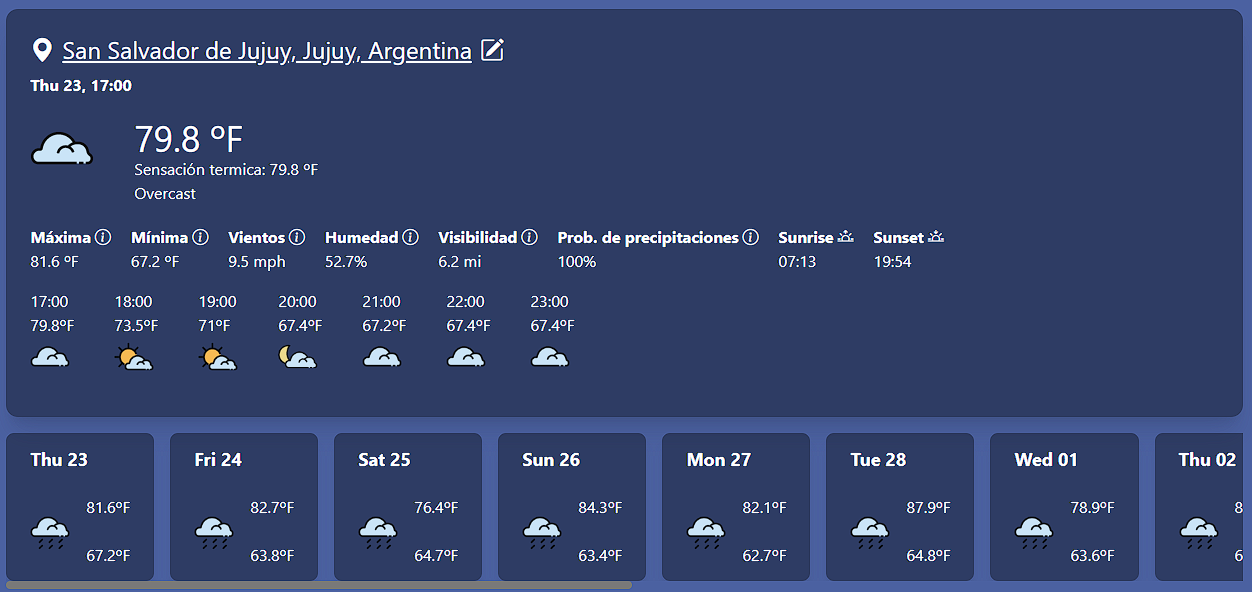 San Salvador de Jujuy, Jujuy, Argentina
Thu 23, 17:00
79.8 ºF
Sensación termica: 79.8 ºF
Overcast
Máxima Mínima Vientos Humedad Visibilidad Prob. de precipitaciones Sunrise Sunset
81.6 ºF 67.2 ºF 9.5 mph 52.7% 6.2 mi 100% 07:13 19:54
17:00 18:00 19:00 20:00 21:00 22:00 23:00
79.8ºF 73.5ºF 71ºF 67.4ºF 67.2ºF 67.4ºF 67.4ºF
Thu 23 Fri 24 Sat 25 Sun 26 Mon 27 Tue 28 Wed 01 Thu 02
81.6ºF 82.7ºF 76.4ºF 84.3ºF 82.1ºF 87.9ºF 78.9ºF
67.2ºF 63.8ºF 64.7ºF 63.4ºF 62.7ºF 64.8ºF 63.6ºF